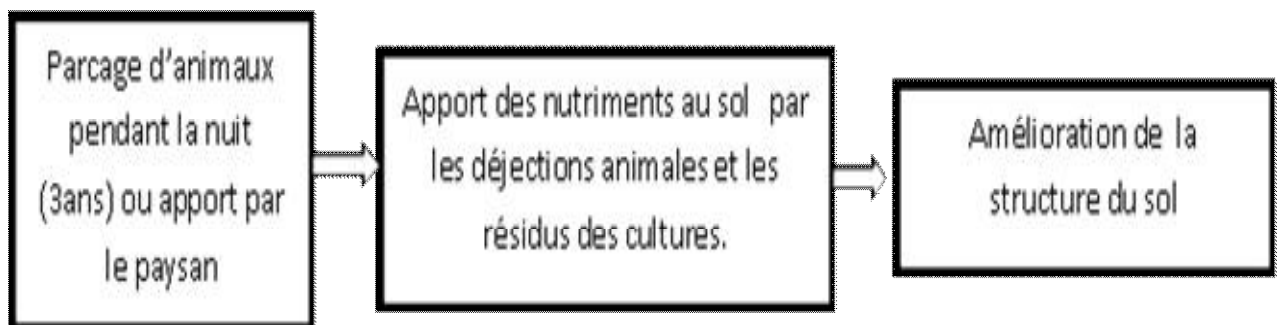 Parcage d'animaux
pendant la nuit
(3ans) ou apport par
le paysan
Apport des nutriments au sol par
les déjections animales et les
résidus des cultures.
Amélioration de la
structure du sol